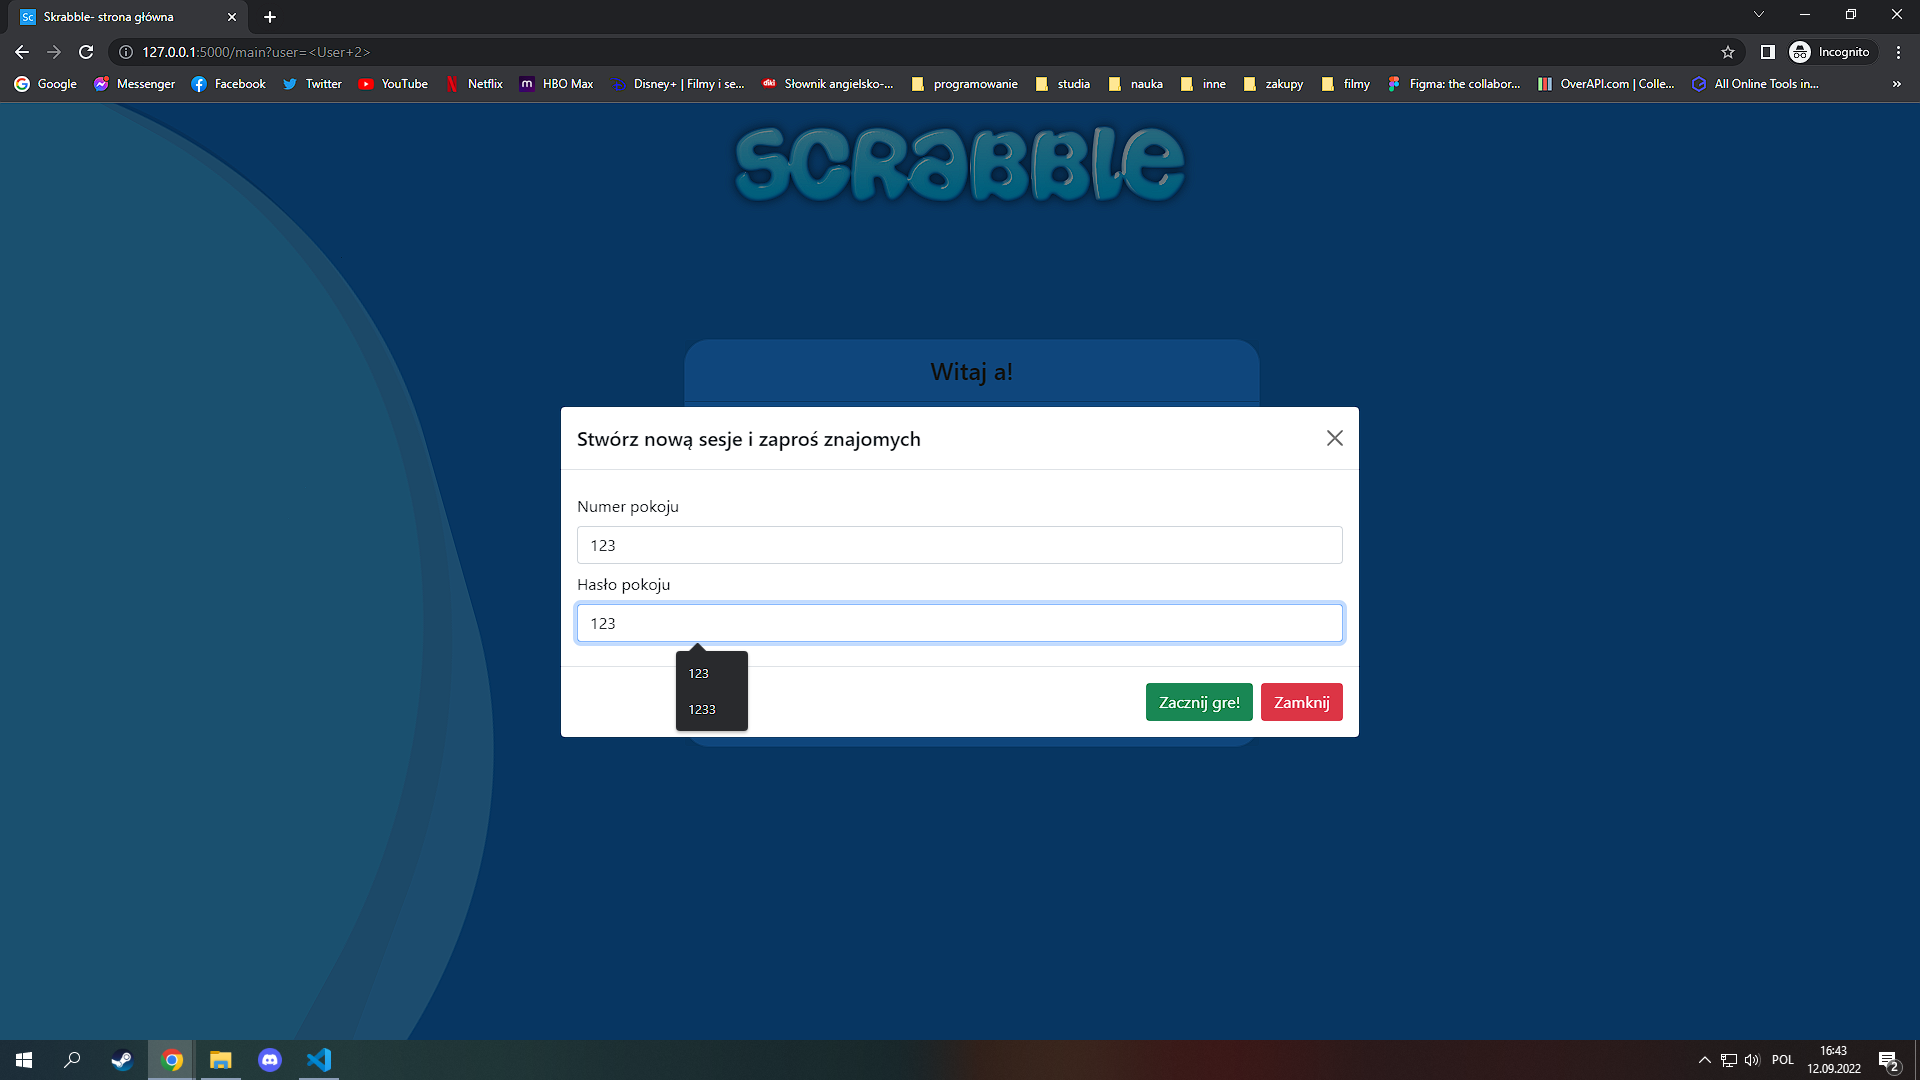 Skrabble- strona główna
127.0.0.1:5000/main?user=<User+2>
Incognito
Google
Messenger
Facebook
Twitter
YouTube
Netflix
HBO Max
Disney+ | Filmy i se...
Słownik angielsko-...
programowanie
studia
nauka
inne
zakupy
filmy
Figma: the collabor...
OverAPI.com | Colle...
All Online Tools in...
»
SCRABBLE
Witaj a!
Stwórz nową sesje i zaproś znajomych
Numer pokoju
123
Hasło pokoju
123
123
1233
Zacznij gre!
Zamknij
POL
16:43
12.09.2022
2